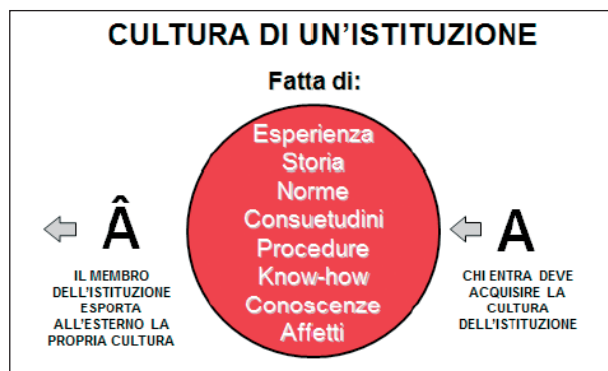 CULTURA DI UN'ISTITUZIONE
Fatta di:
Esperienza
Storia
Norme
Consuetudini
Procedure
Know-how
Conoscenze
Affetti
Â
IL MEMBRO
DELL'ISTITUZIONE
ESPORTA
ALL'ESTERNO LA
PROPRIA CULTURA
A
CHI ENTRA DEVE
ACQUISIRE LA
CULTURA
DELL'ISTITUZIONE